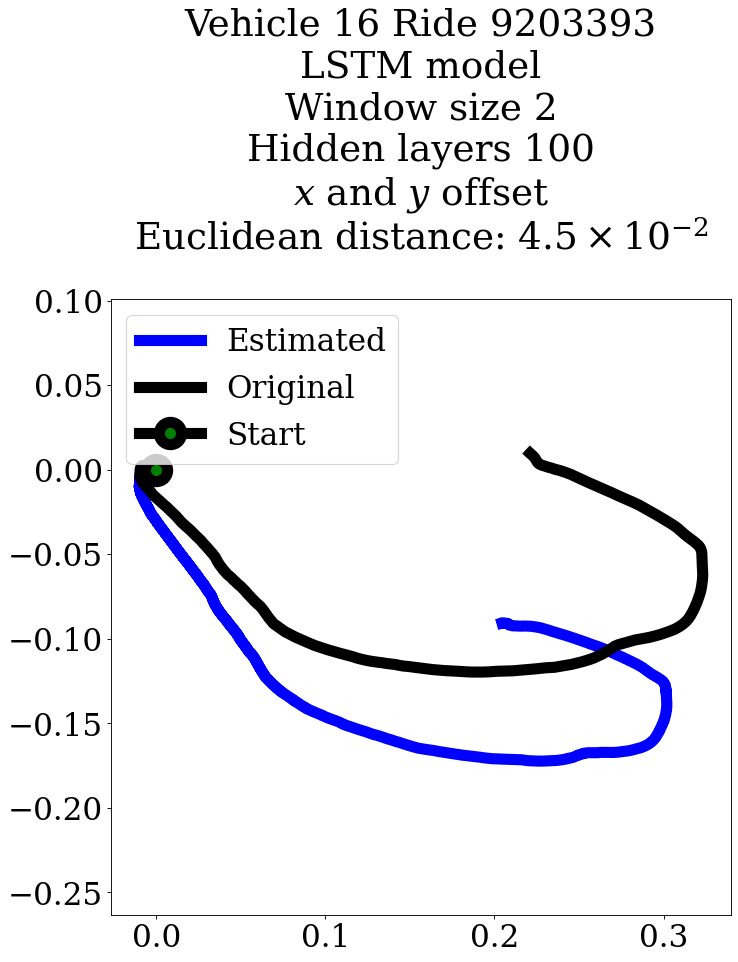 Vehicle 16 Ride 9203393
LSTM model
Window size 2
Hidden layers 100
x and y offset
Euclidean distance: 4.5 × 10⁻²
Estimated
Original
Start
0.10
0.05
0.00
−0.05
−0.10
−0.15
−0.20
−0.25
0.0 0.1 0.2 0.3